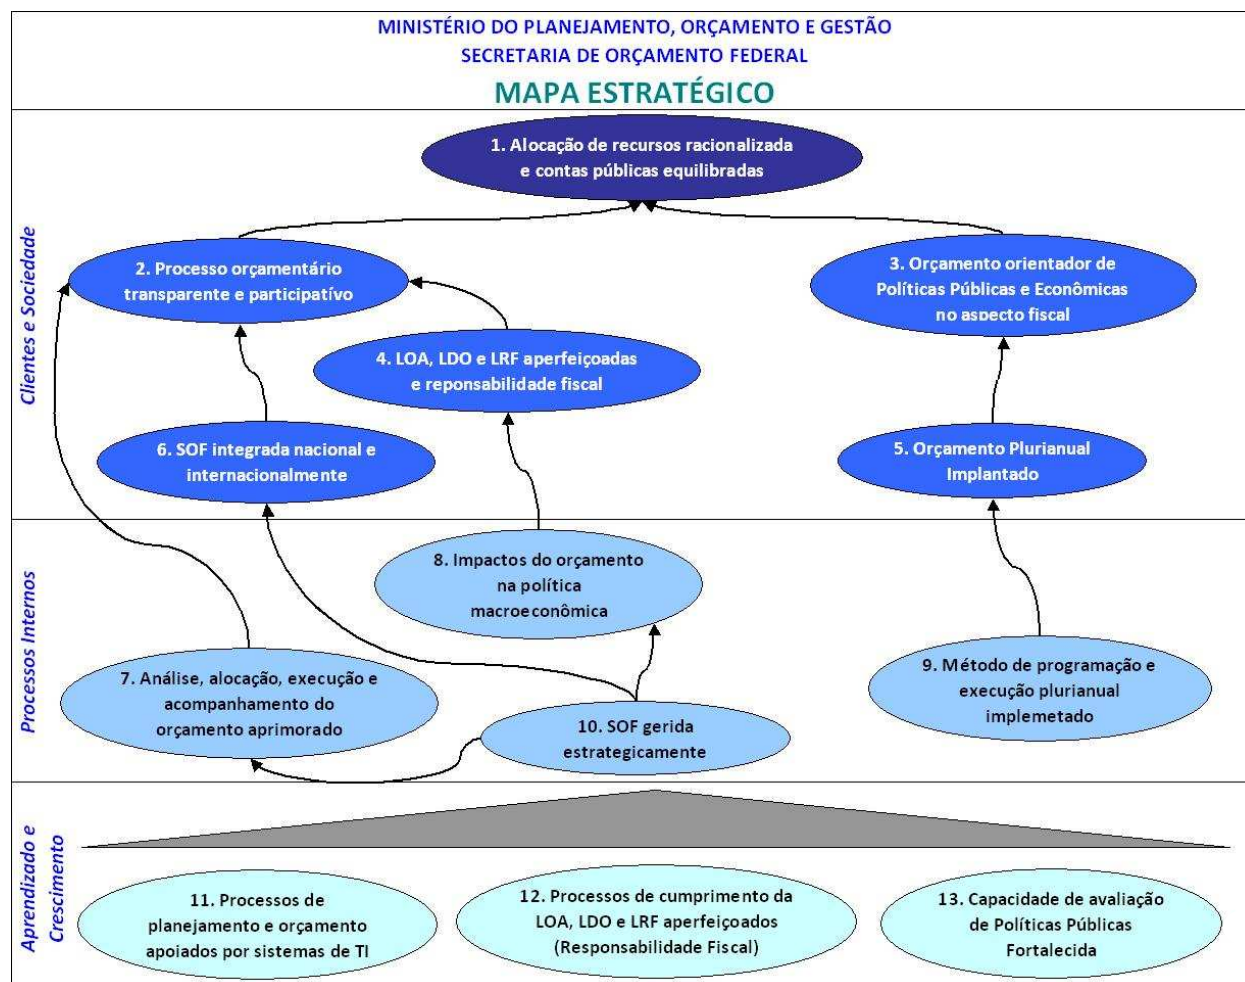 MINISTÉRIO DO PLANEJAMENTO, ORÇAMENTO E GESTÃO
SECRETARIA DE ORÇAMENTO FEDERAL
MAPA ESTRATÉGICO
Clientes e Sociedade
1. Alocação de recursos racionalizada
e contas públicas equilibradas
2. Processo orçamentário
transparente e participatívo
3. Orçamento orientador de
Políticas Públicas e Econômicas
no aspecto fiscal
4. LOA, LDO e LRF aperfeiçoadas
e reponsabilidade fiscal
6. SOF integrada nacional e
internacionalmente
5. Orçamento Plurianual
Implantado
Processos Internos
8. Impactos do orçamento
na política
macroeconômica
7. Análise, alocação, execução e
acompanhamento do
orçamento aprimorado
9. Método de programação e
execução plurianual
implemetado
10. SOF gerida
estrategicamente
Aprendizado e
Crescimento
11. Processos de
planejamento e orçamento
apoiados por sistemas de TI
12. Processos de cumprimento da
LOA, LDO e LRF aperfeiçoados
(Responsabilidade Fiscal)
13. Capacidade de avaliação
de Políticas Públicas
Fortalecida